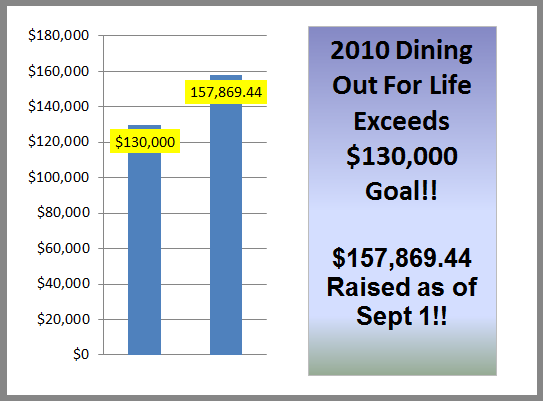 $180,000
$160,000
$140,000
$120,000
$100,000
$80,000
$60,000
$40,000
$20,000
$0
$130,000
157,869.44
2010 Dining
Out For Life
Exceeds
$130,000
Goal!!
$157,869.44
Raised as of
Sept 1!!